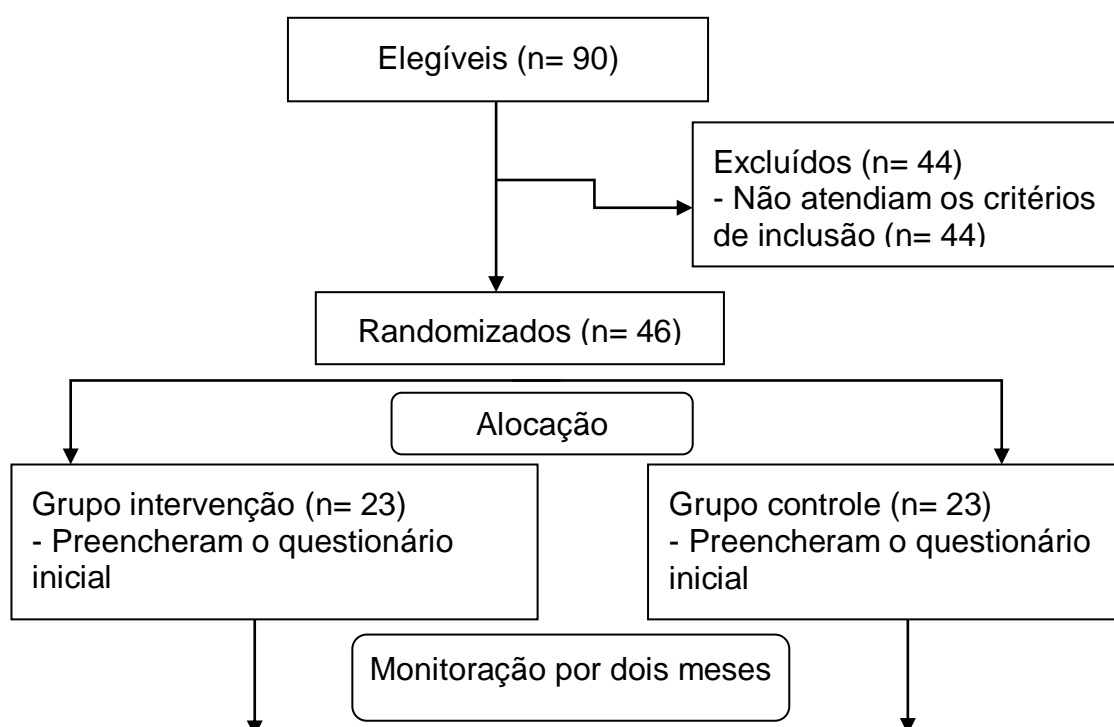 Elegíveis (n= 90)
Excluídos (n= 44)
- Não atendiam os critérios
de inclusão (n= 44)
Randomizados (n= 46)
Alocação
Grupo intervenção (n= 23)
- Preencheram o questionário
inicial
Grupo controle (n= 23)
- Preencheram o questionário
inicial
Monitoração por dois meses